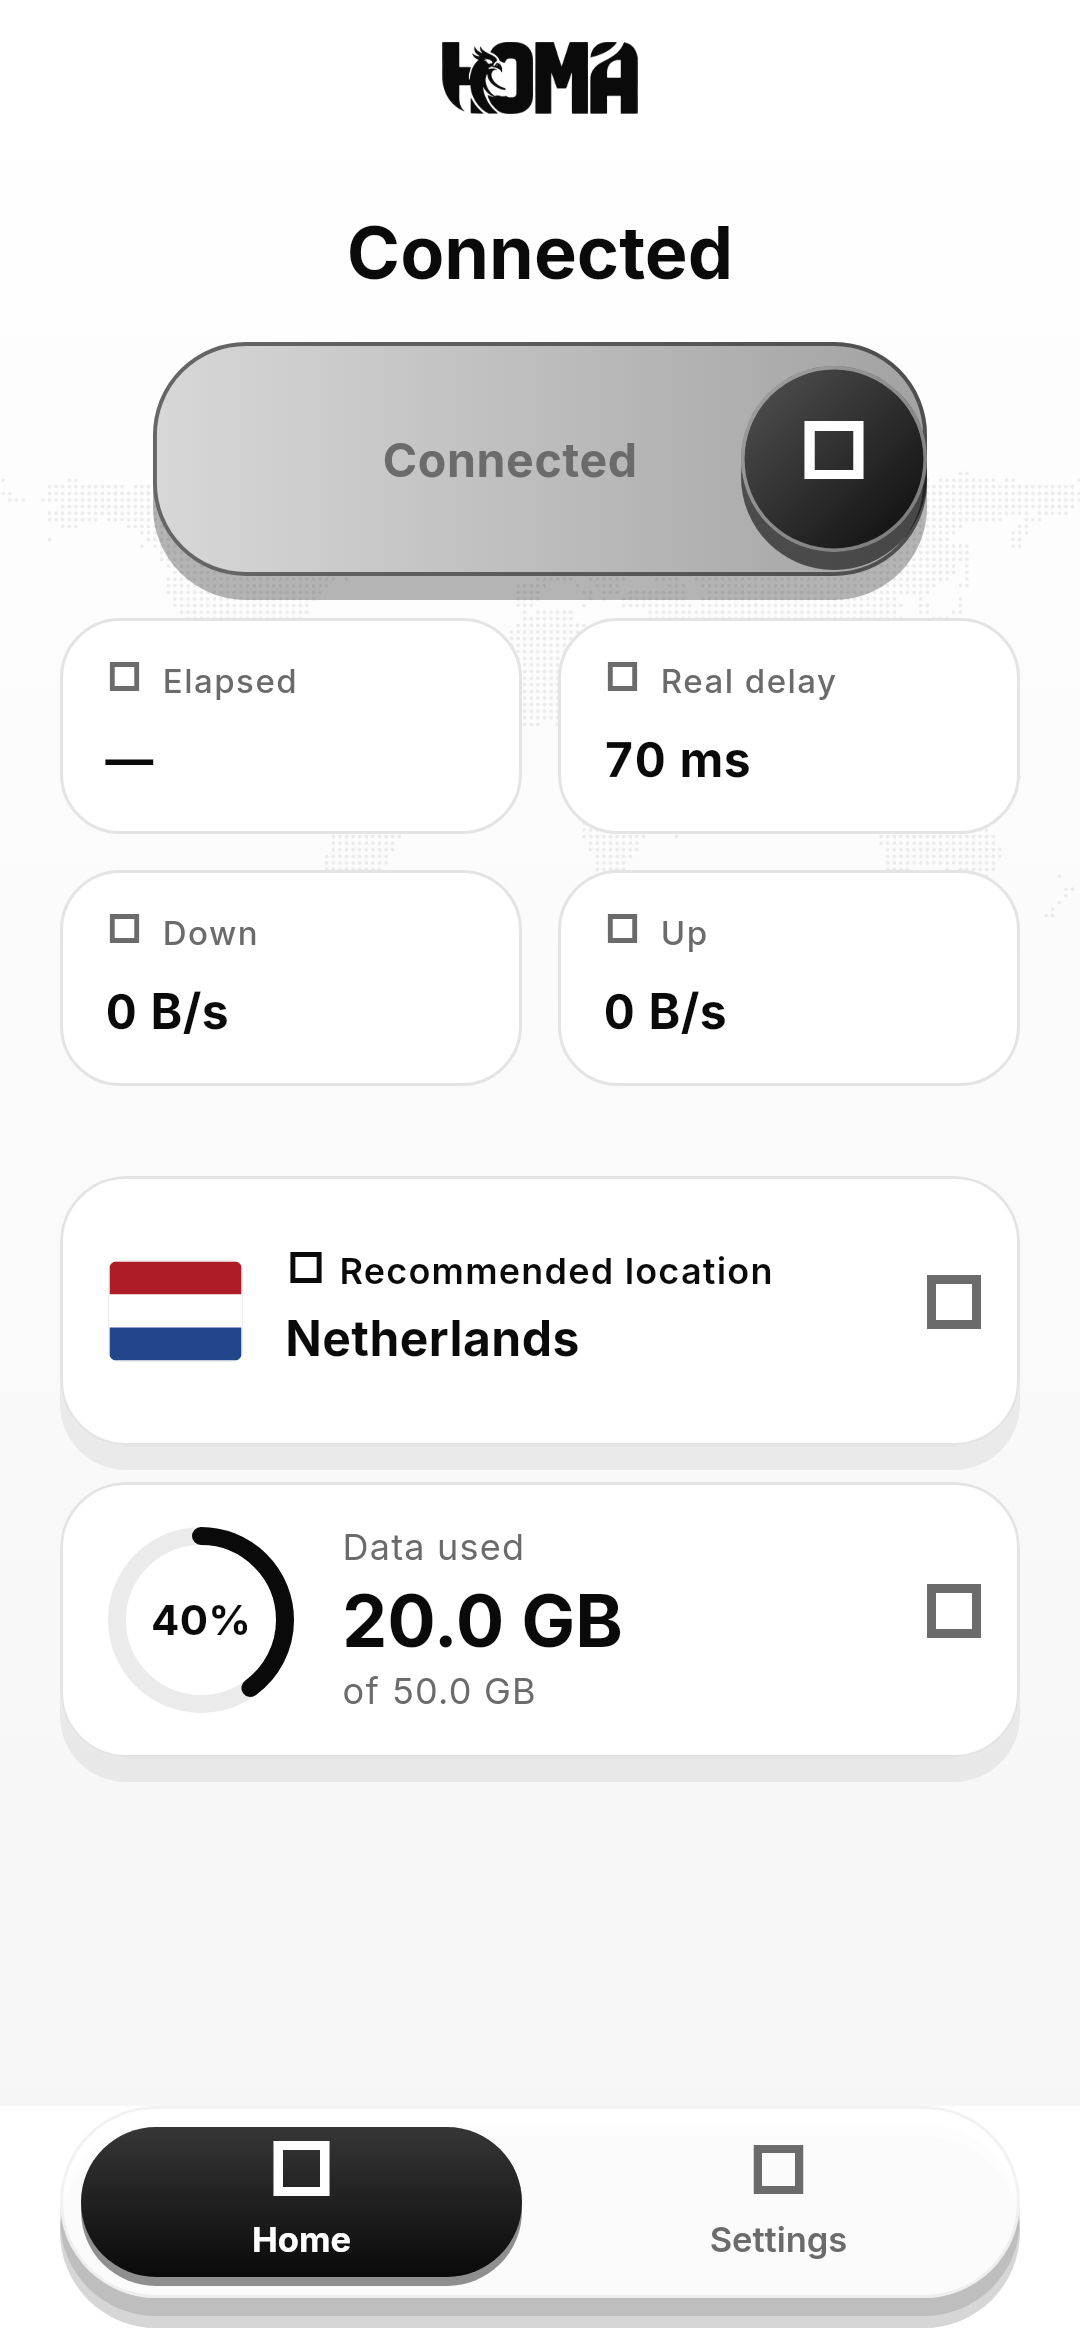 HOMA
Connected
Connected
Elapsed
—
Real delay
70 ms
Down
0 B/s
Up
0 B/s
Recommended location
Netherlands
40%
Data used
20.0 GB
of 50.0 GB
Home
Settings